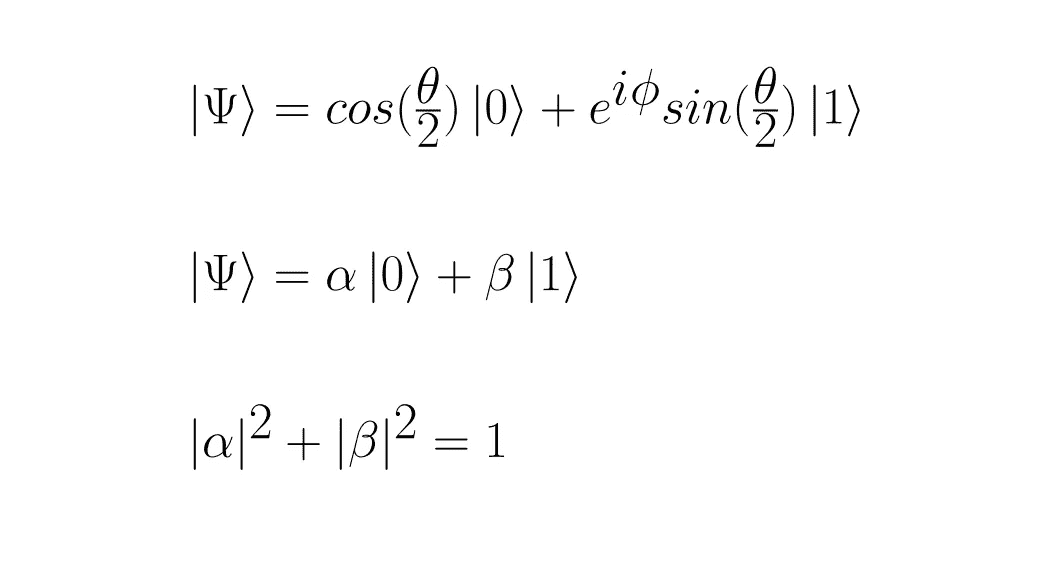 |Ψ⟩ = cos(θ/2) |0⟩ + e^{iϕ}sin(θ/2) |1⟩
|Ψ⟩ = α |0⟩ + β |1⟩
|α|² + |β|² = 1